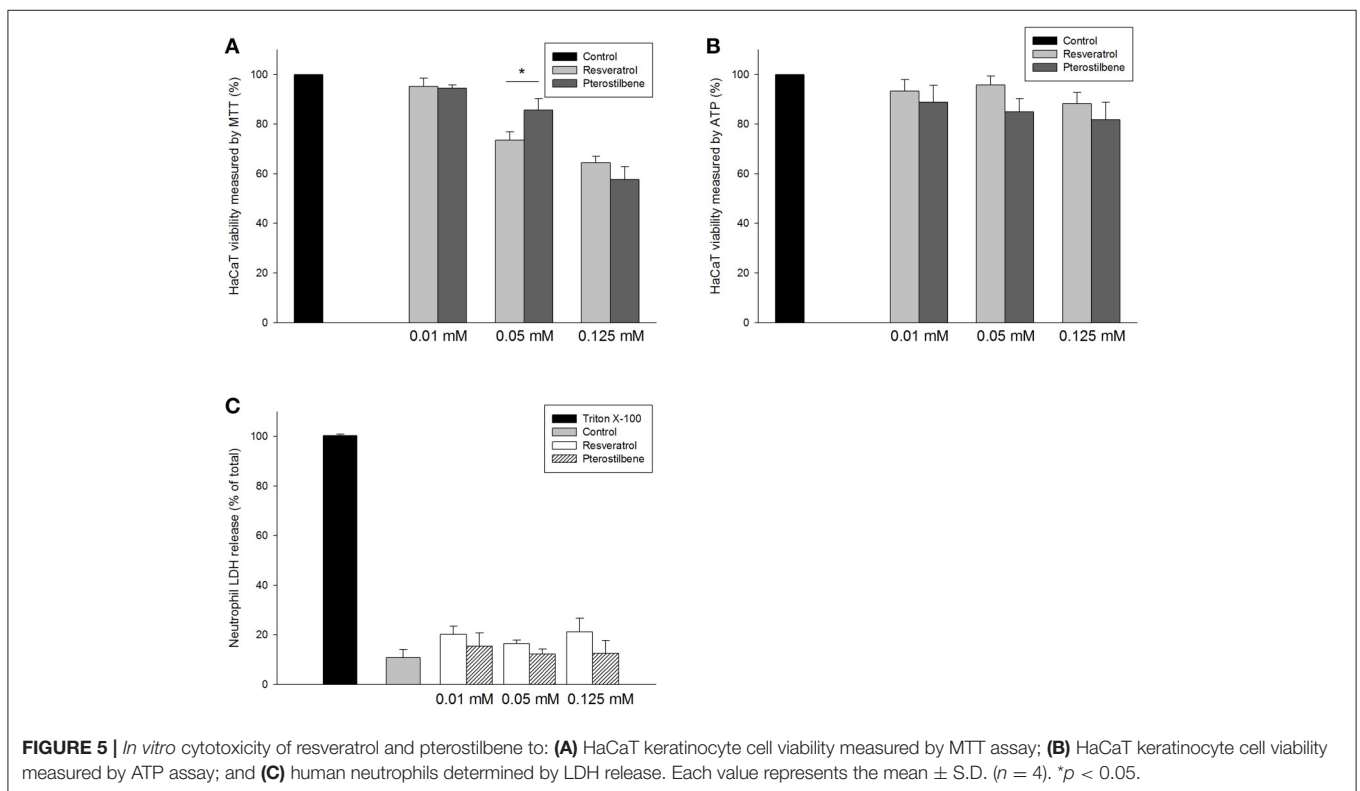 A
Control
Resveratrol
Pterostilbene
*
HaCaT viability measured by MTT (%)
100
80
60
40
20
0
0.01 mM 0.05 mM 0.125 mM
B
Control
Resveratrol
Pterostilbene
HaCaT viability measured by ATP (%)
100
80
60
40
20
0
0.01 mM 0.05 mM 0.125 mM
C
Triton X-100
Control
Resveratrol
Pterostilbene
Neutrophil LDH release (% of total)
100
80
60
40
20
0
0.01 mM 0.05 mM 0.125 mM
FIGURE 5 | In vitro cytotoxicity of resveratrol and pterostilbene to: (A) HaCaT keratinocyte cell viability measured by MTT assay; (B) HaCaT keratinocyte cell viability
measured by ATP assay; and (C) human neutrophils determined by LDH release. Each value represents the mean ± S.D. (n = 4). *p < 0.05.